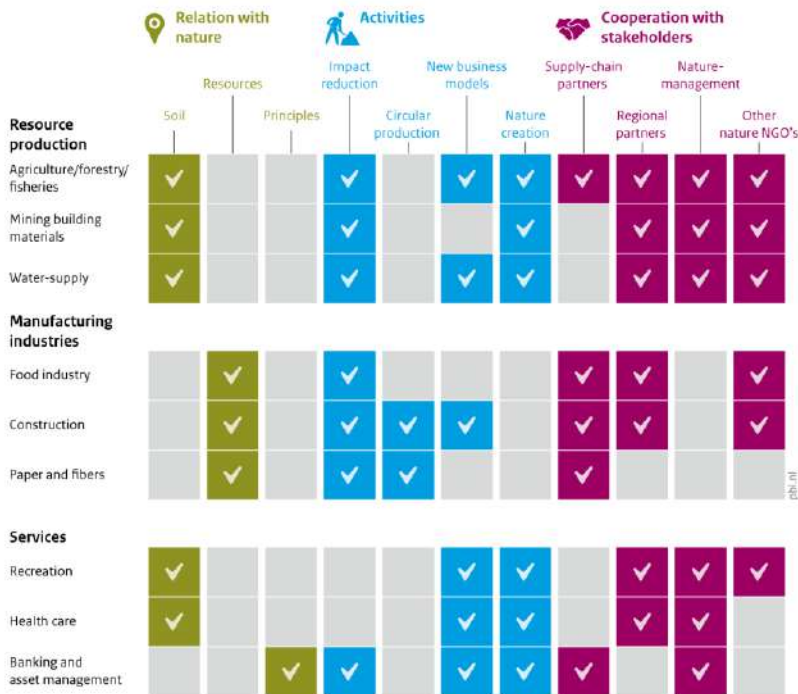 Relation with
nature
Activities
Cooperation with
stakeholders
Impact
reduction
New business
models
Supply-chain
partners
Nature-
management
Resources
Soil
Principles
Circular
production
Nature
creation
Regional
partners
Other
nature NGO's
Resource
production
Agriculture/forestry/
fisheries
Mining building
materials
Water-supply
Manufacturing
industries
Food industry
Construction
Paper and fibers
pbl.nl
Services
Recreation
Health care
Banking and
asset management